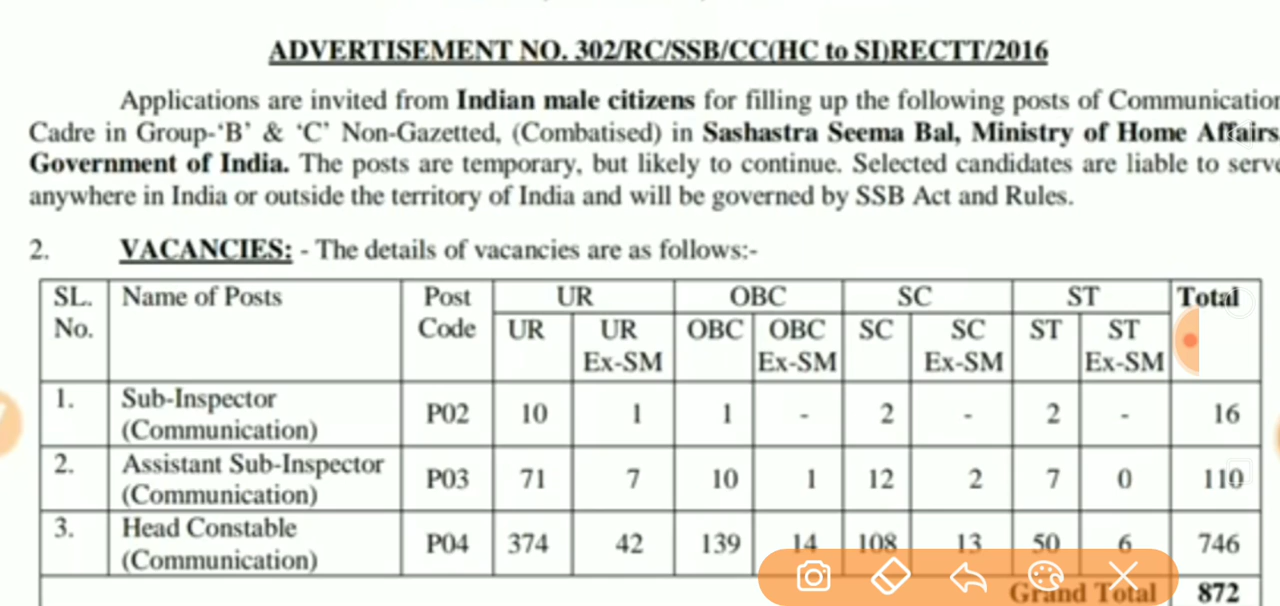 ADVERTISEMENT NO. 302/RC/SSB/CC(HC to SI)RECTT/2016
Applications are invited from Indian male citizens for filling up the following posts of Communication
Cadre in Group-‘B’ & ‘C’ Non-Gazetted, (Combatised) in Sashastra Seema Bal, Ministry of Home Affairs,
Government of India. The posts are temporary, but likely to continue. Selected candidates are liable to serve
anywhere in India or outside the territory of India and will be governed by SSB Act and Rules.
2. VACANCIES: - The details of vacancies are as follows:-
SL. No. Name of Posts Post Code UR OBC SC ST Total
UR UR Ex-SM OBC OBC Ex-SM SC SC Ex-SM ST ST Ex-SM
1. Sub-Inspector (Communication) P02 10 1 1 - 2 - 2 - 16
2. Assistant Sub-Inspector (Communication) P03 71 7 10 1 12 2 7 0 110
3. Head Constable (Communication) P04 374 42 139 14 108 13 50 6 746
Grand Total 872